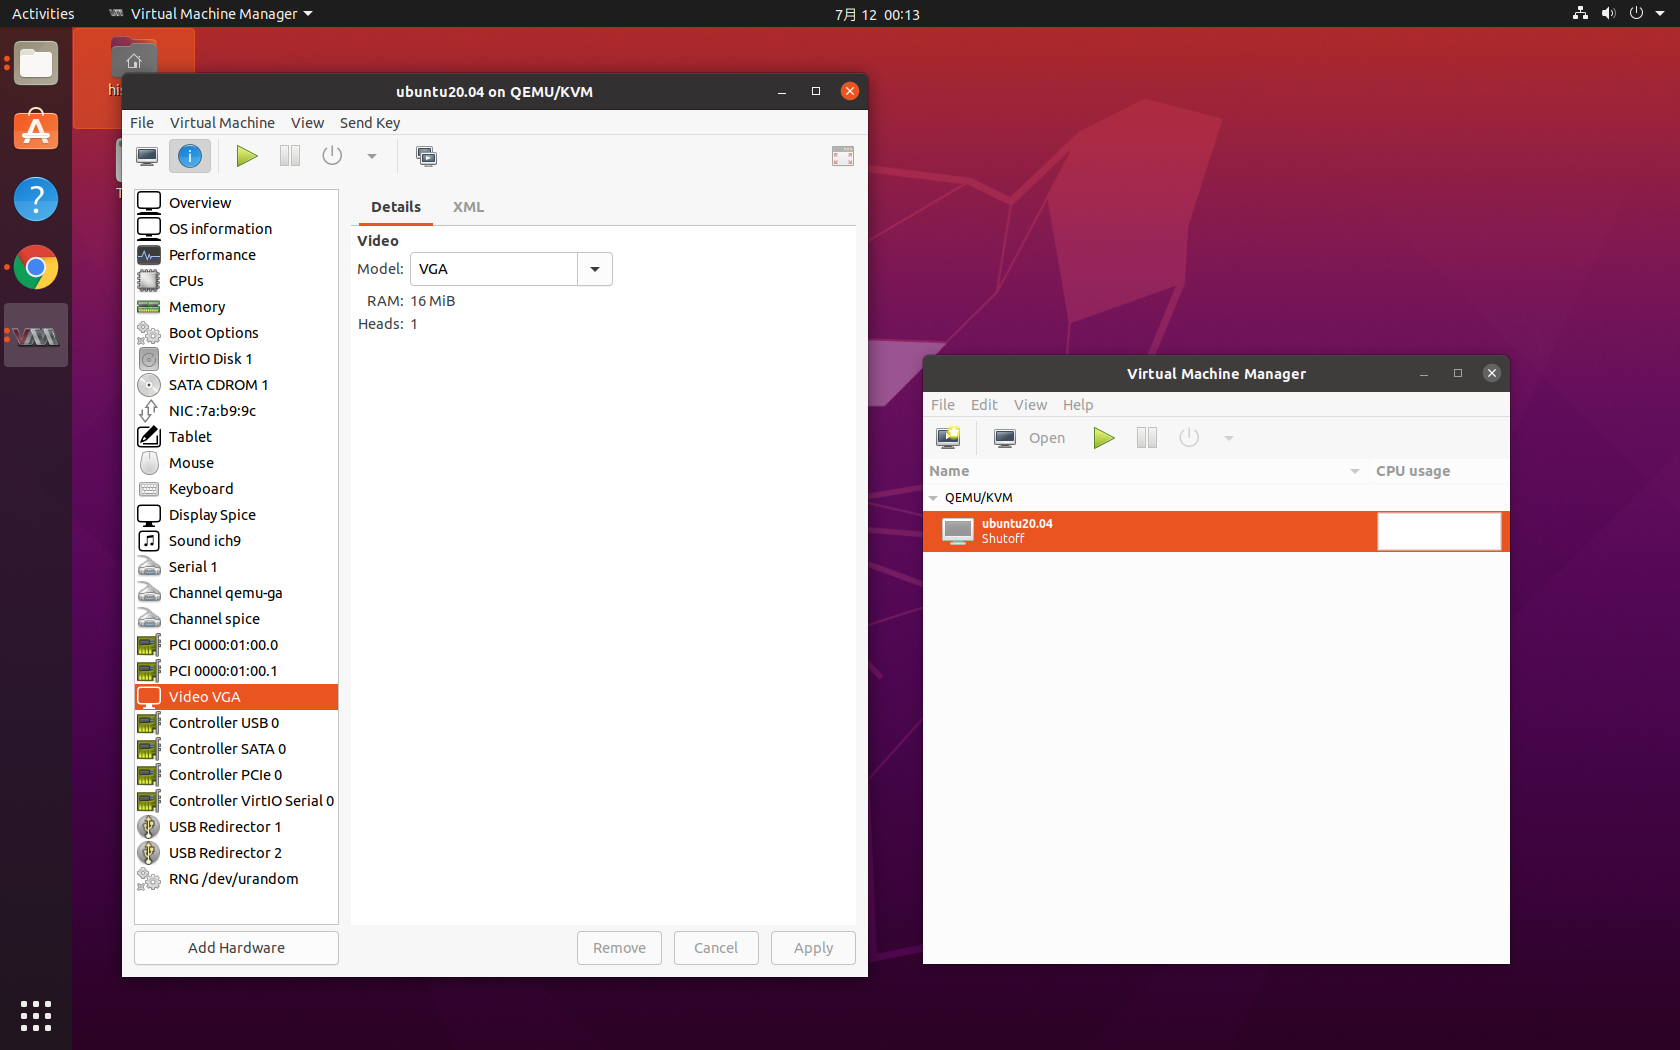 Activities
Virtual Machine Manager
7月 12 00:13
ubuntu20.04 on QEMU/KVM
File Virtual Machine View Send Key
Overview
OS information
Performance
CPUs
Memory
Boot Options
VirtIO Disk 1
SATA CDROM 1
NIC :7a:b9:9c
Tablet
Mouse
Keyboard
Display Spice
Sound ich9
Serial 1
Channel qemu-ga
Channel spice
PCI 0000:01:00.0
PCI 0000:01:00.1
Video VGA
Controller USB 0
Controller SATA 0
Controller PCIe 0
Controller VirtIO Serial 0
USB Redirector 1
USB Redirector 2
RNG /dev/urandom
Add Hardware
Details XML
Video
Model: VGA
RAM: 16 MiB
Heads: 1
Remove Cancel Apply
Virtual Machine Manager
File Edit View Help
Open
Name CPU usage
QEMU/KVM
ubuntu20.04
Shutoff